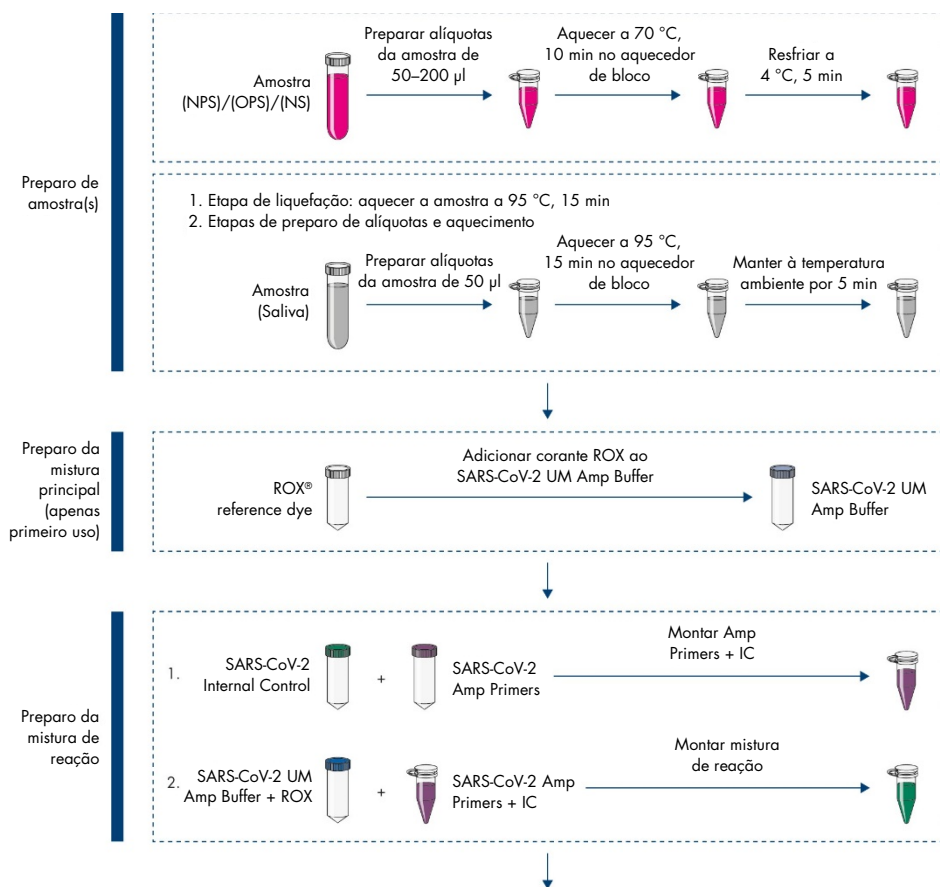 Preparo de
amostra(s)
Amostra
(NPS)/(OPS)/(NS)
Preparar alíquotas
da amostra de
50–200 µl
Aquecer a 70 °C,
10 min no aquecedor
de bloco
Resfriar a
4 °C, 5 min
1. Etapa de liquefação: aquecer a amostra a 95 °C, 15 min
2. Etapas de preparo de alíquotas e aquecimento
Amostra
(Saliva)
Preparar alíquotas
da amostra de 50 µl
Aquecer a 95 °C,
15 min no aquecedor
de bloco
Manter à temperatura
ambiente por 5 min
Preparo da
mistura
principal
(apenas
primeiro uso)
ROX®
reference dye
Adicionar corante ROX ao
SARS-CoV-2 UM Amp Buffer
SARS-CoV-2 UM
Amp Buffer
Preparo da
mistura de
reação
1.
SARS-CoV-2
Internal Control
+
SARS-CoV-2
Amp Primers
Montar Amp
Primers + IC
2.
SARS-CoV-2 UM
Amp Buffer + ROX
+
SARS-CoV-2 Amp
Primers + IC
Montar mistura
de reação